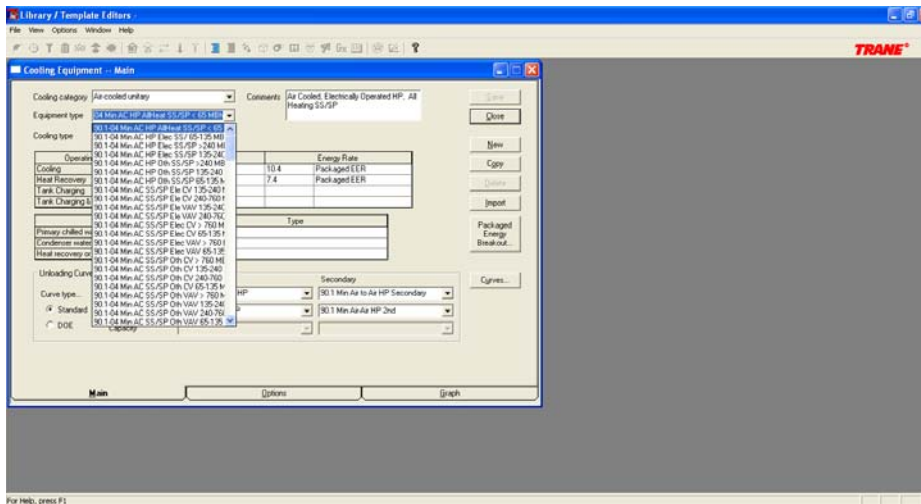 Library / Template Editors -
File View Options Window Help
TRANE
Cooling Equipment -- Main
Cooling category Air-cooled unitary Comments Air Cooled, Electrically Operated HP, All Heating SS/SP Save
Equipment type 04 Min AC HP AllHeat SS/SP < 65 MBH Close
Cooling type
90.1-04 Min AC HP AllHeat SS/SP < 65
90.1-04 Min AC HP Elec SS/ 65-135 MB
90.1-04 Min AC HP Elec SS/SP >240 MB
90.1-04 Min AC HP Elec SS/SP 135-240
90.1-04 Min AC HP Oth SS/SP >240 MB
90.1-04 Min AC HP Oth SS/SP 135-240
90.1-04 Min AC HP Oth SS/SP 65-135 M
90.1-04 Min AC SS/SP Ele CV 135-240 M
90.1-04 Min AC SS/SP Ele CV 240-760 M
90.1-04 Min AC SS/SP Ele VAV 135-240
90.1-04 Min AC SS/SP Ele VAV 240-760
90.1-04 Min AC SS/SP Elec CV > 760 M
90.1-04 Min AC SS/SP Elec CV 65-135 M
90.1-04 Min AC SS/SP Elec VAV > 760
90.1-04 Min AC SS/SP Elec VAV 65-135
90.1-04 Min AC SS/SP Oth CV > 760 MB
90.1-04 Min AC SS/SP Oth CV 135-240
90.1-04 Min AC SS/SP Oth CV 240-760
90.1-04 Min AC SS/SP Oth CV 65-135 M
90.1-04 Min AC SS/SP Oth VAV > 760 M
90.1-04 Min AC SS/SP Oth VAV 135-240
90.1-04 Min AC SS/SP Oth VAV 240-760
90.1-04 Min AC SS/SP Oth VAV 65-135
New
Operatin Energy Rate
Cooling 10.4 Packaged EER
Heat Recovery 7.4 Packaged EER
Tank Charging
Tank Charging &
Copy
Delete
Import
Type
Primary chilled w
Condenser water
Heat recovery or
Packaged
Energy
Breakout...
Unloading Curve Secondary
Curves...
Curve type... HP 90.1 Min Air to Air HP Secondary
Standard 90.1 Min Air-Air HP 2nd
DOE Capacity
Main Options Graph
For Help, press F1